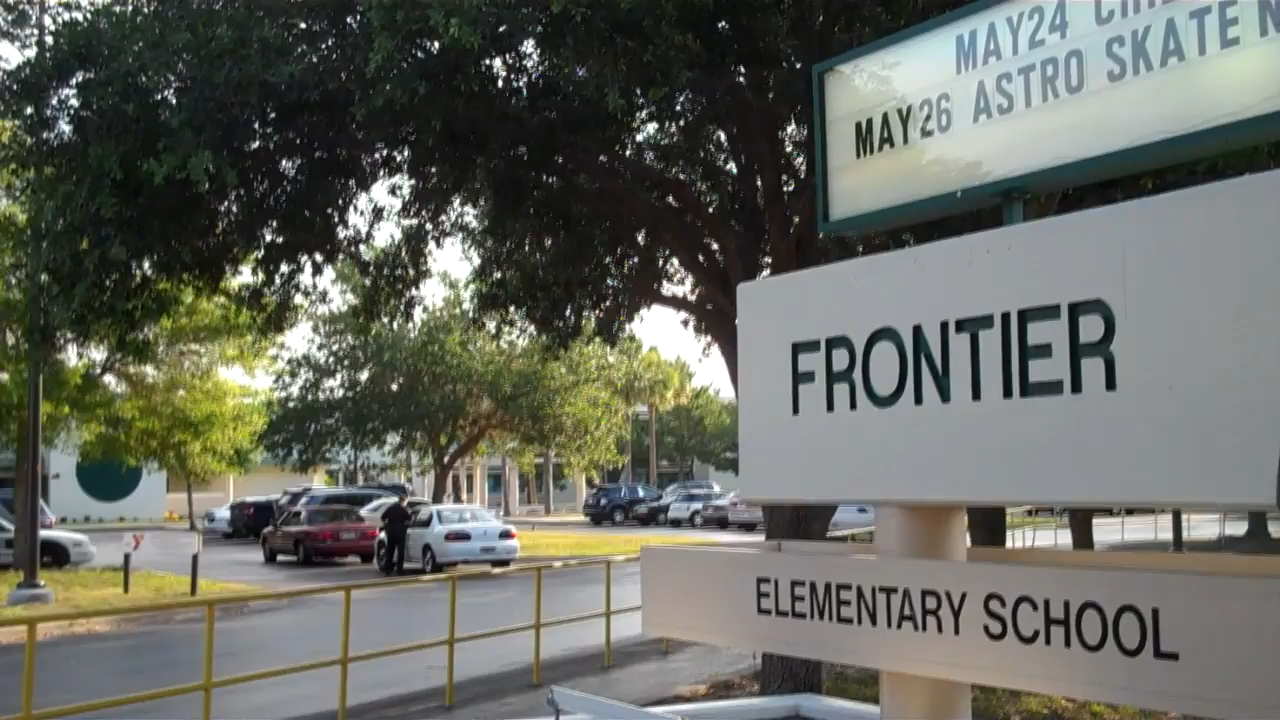 MAY24
MAY26 ASTRO SKATE
FRONTIER
ELEMENTARY SCHOOL